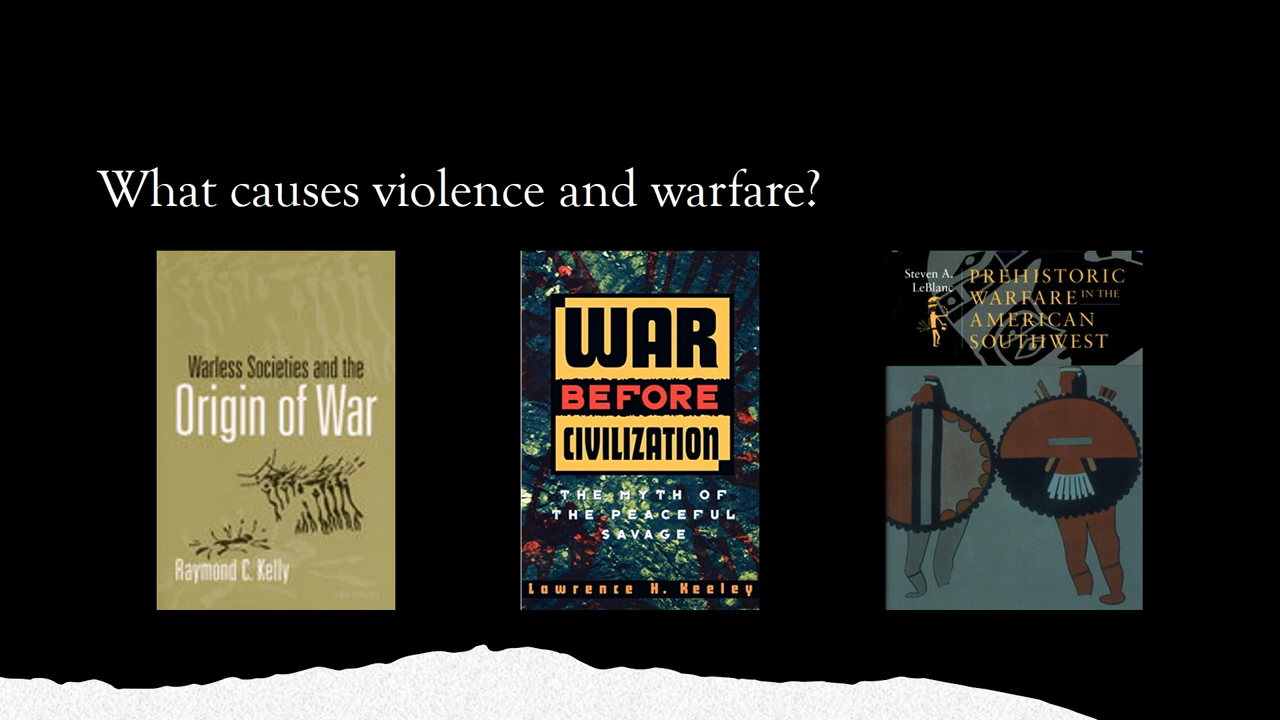 What causes violence and warfare?
Warless Societies and the
Origin of War
Raymond C. Kelly
WAR
BEFORE
CIVILIZATION
THE MYTH OF
THE PEACEFUL
SAVAGE
Lawrence H. Keeley
Steven A.
LeBlanc
PREHISTORIC
WARFARE IN THE
AMERICAN
SOUTHWEST